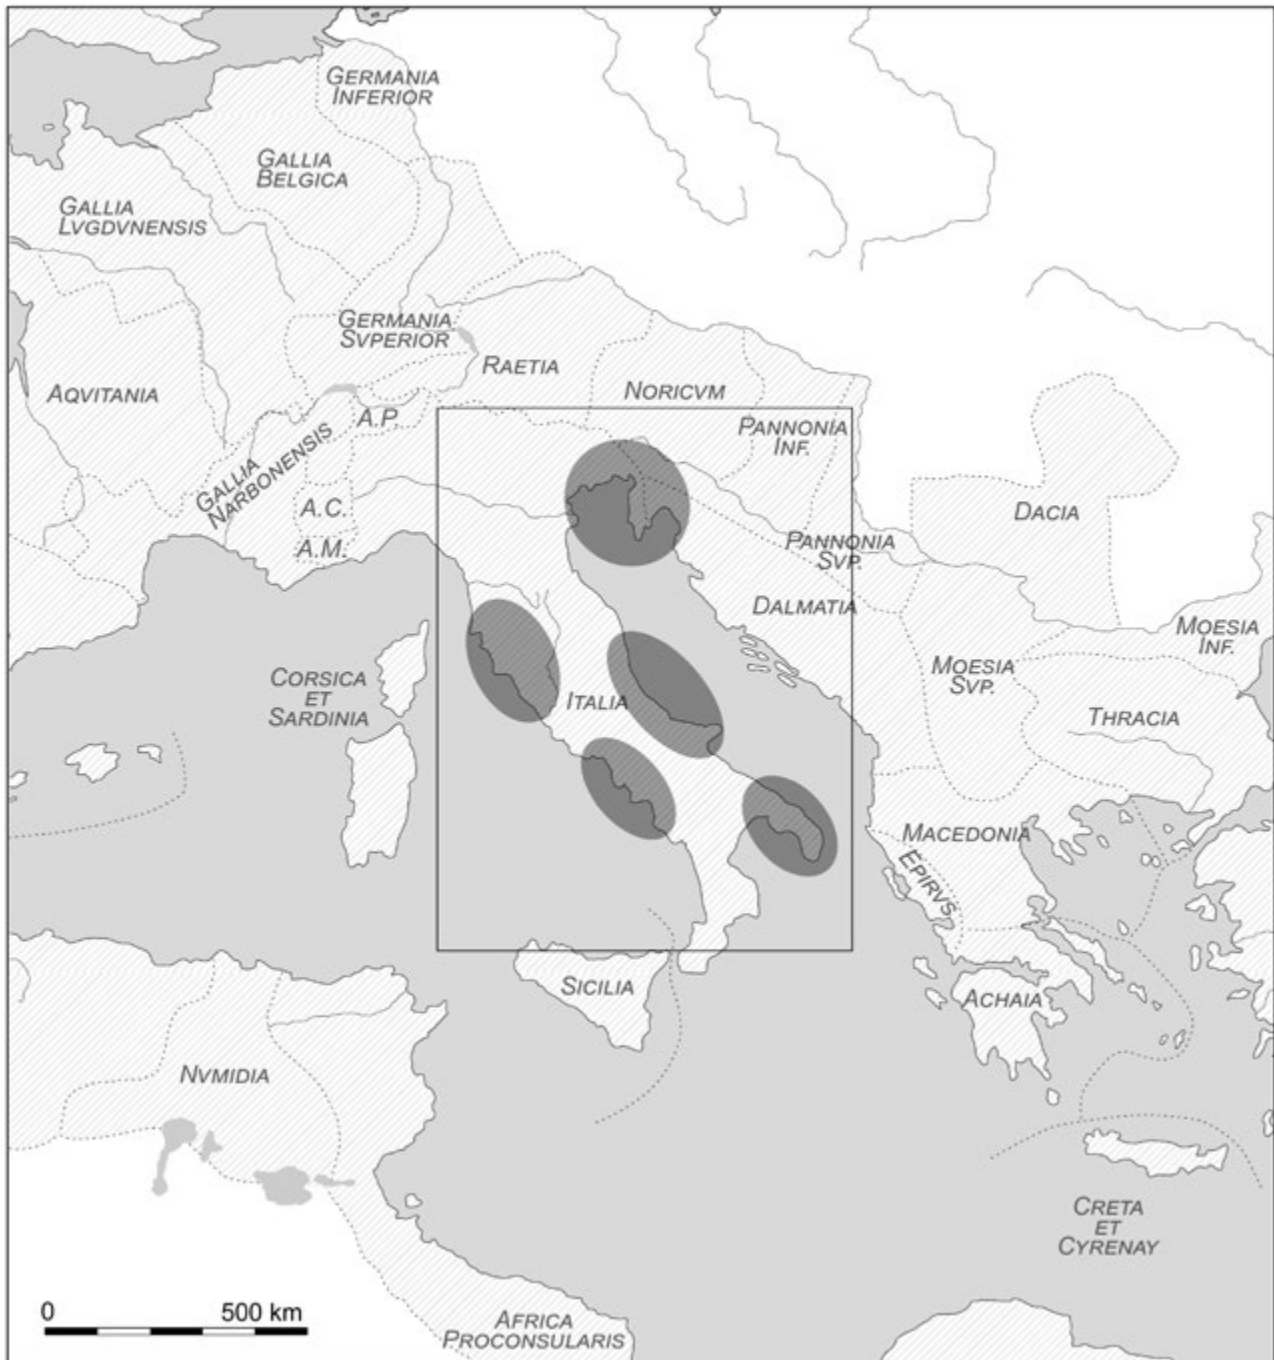 GERMANIA
INFERIOR
GALLIA
BELGICA
GALLIA
LVGDVNENSIS
GERMANIA
SVPERIOR
RAETIA
AQVITANIA
NORICVM
A.P.
PANNONIA
INF.
GALLIA
NARBONENSIS
A.C.
DACIA
A.M.
PANNONIA
SVP.
DALMATIA
MOESIA
INF.
CORSICA
ET
SARDINIA
ITALIA
MOESIA
SVP.
THRACIA
MACEDONIA
EPIRVS
SICILIA
ACHAIA
NVMIDIA
CRETA
ET
CYRENAY
0 500 km
AFRICA
PROCONSULARIS